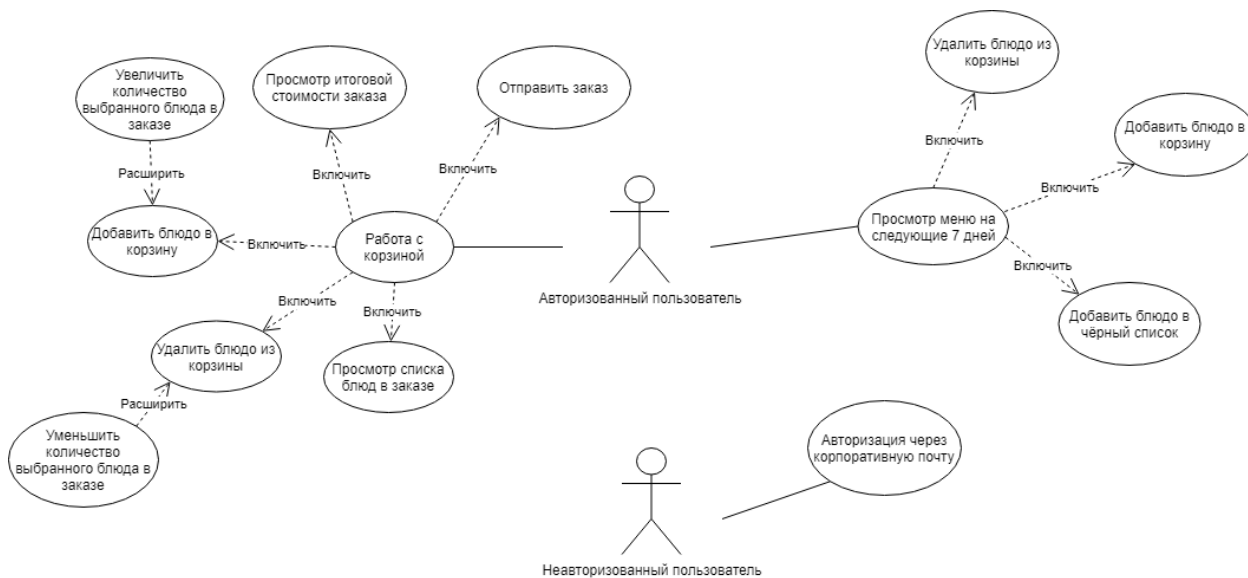 Увеличить
количество
выбранного блюда в
заказе
Просмотр итоговой
стоимости заказа
Отправить заказ
Удалить блюдо из
корзины
Включить
Добавить блюдо в
корзину
Расширить
Включить
Включить
Включить
Добавить блюдо в
корзину
Включить
Работа с
корзиной
Просмотр меню на
следующие 7 дней
Включить
Включить
Включить
Авторизованный пользователь
Добавить блюдо в
чёрный список
Удалить блюдо из
корзины
Просмотр списка
блюд в заказе
Расширить
Уменьшить
количество
выбранного блюда в
заказе
Авторизация через
корпоративную почту
Неавторизованный пользователь